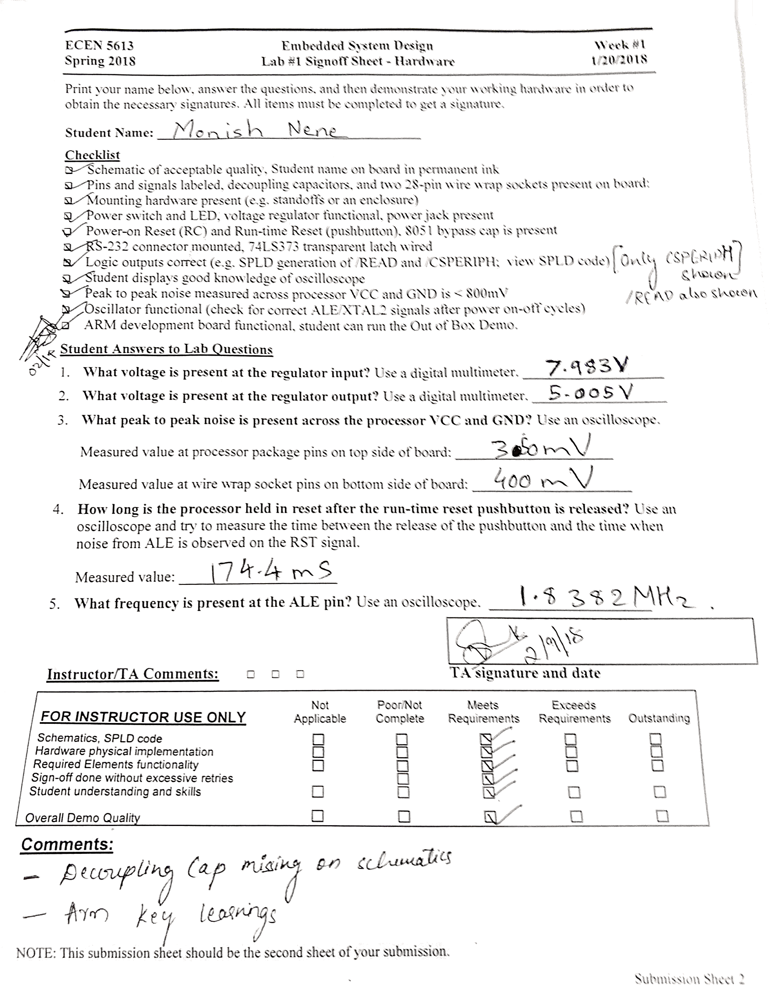 ECEN 5613 Embedded System Design Week #1
Spring 2018 Lab #1 Signoff Sheet - Hardware 1/20/2018
Print your name below, answer the questions, and then demonstrate your working hardware in order to
obtain the necessary signatures. All items must be completed to get a signature.
Student Name: Monish Nene
Checklist
Schematic of acceptable quality, Student name on board in permanent ink
Pins and signals labeled, decoupling capacitors, and two 28-pin wire wrap sockets present on board:
Mounting hardware present (e.g. standoffs or an enclosure)
Power switch and LED, voltage regulator functional, power jack present
Power-on Reset (RC) and Run-time Reset (pushbutton), 8051 bypass cap is present
RS-232 connector mounted, 74LS373 transparent latch wired
Logic outputs correct (e.g. SPLD generation of /READ and /CSPERIPH; view SPLD code) [Only CSPERIPH]
shown
Student displays good knowledge of oscilloscope
Peak to peak noise measured across processor VCC and GND is < 800mV
/READ also shown
Oscillator functional (check for correct ALE/XTAL2 signals after power on-off cycles)
ARM development board functional, student can run the Out of Box Demo.
Student Answers to Lab Questions
1. What voltage is present at the regulator input? Use a digital multimeter. 7.983V
2. What voltage is present at the regulator output? Use a digital multimeter. 5.005V
3. What peak to peak noise is present across the processor VCC and GND? Use an oscilloscope.
Measured value at processor package pins on top side of board:
Measured value at wire wrap socket pins on bottom side of board: 400 mV
4. How long is the processor held in reset after the run-time reset pushbutton is released? Use an
oscilloscope and try to measure the time between the release of the pushbutton and the time when
noise from ALE is observed on the RST signal.
Measured value: 174.4 mS
5. What frequency is present at the ALE pin? Use an oscilloscope. 1.8382 MHz.
Instructor/TA Comments: TA signature and date
FOR INSTRUCTOR USE ONLY Not Applicable Poor/Not Complete Meets Requirements Exceeds Requirements Outstanding
Schematics, SPLD code
Hardware physical implementation
Required Elements functionality
Sign-off done without excessive retries
Student understanding and skills
Overall Demo Quality
Comments:
- Decoupling Cap missing on schematics
- Arm key learnings
NOTE: This submission sheet should be the second sheet of your submission.
Submission Sheet 2